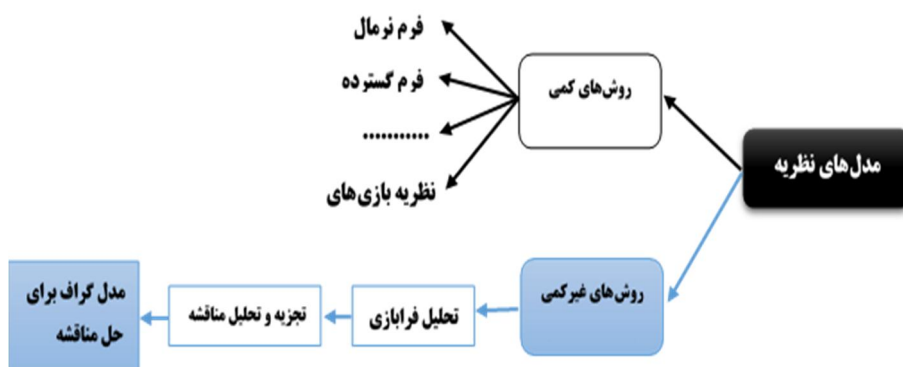 مدل‌های نظریه
روش‌های کمی
فرم نرمال
فرم گسترده
...........
نظریه بازی‌های
روش‌های غیرکمی
تحلیل فرابازی
تجزیه و تحلیل مناقشه
مدل گراف برای
حل مناقشه